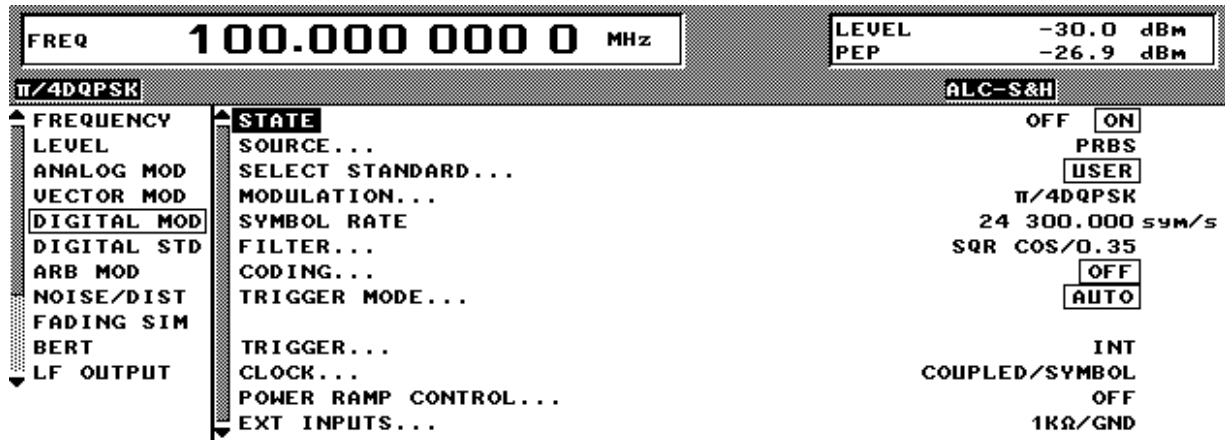 FREQ 100.000 000 0 MHz LEVEL -30.0 dBm
PEP -26.9 dBm
π/4DQPSK ALC-S&H
FREQUENCY STATE OFF ON
LEVEL SOURCE... PRBS
ANALOG MOD SELECT STANDARD... USER
VECTOR MOD MODULATION... π/4DQPSK
DIGITAL MOD SYMBOL RATE 24 300.000 sym/s
DIGITAL STD FILTER... SQR COS/0.35
ARB MOD CODING... OFF
NOISE/DIST TRIGGER MODE... AUTO
FADING SIM
BERT TRIGGER... INT
LF OUTPUT CLOCK... COUPLED/SYMBOL
POWER RAMP CONTROL... OFF
EXT INPUTS... 1KΩ/GND